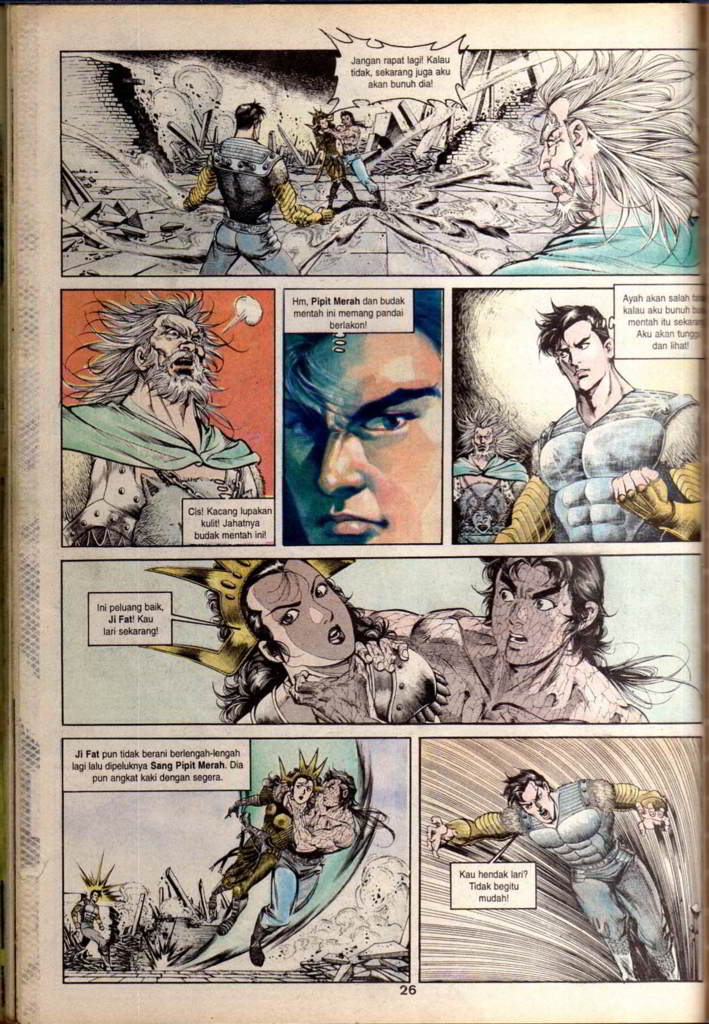 Jangan rapat lagi! Kalau
tidak, sekarang juga aku
akan bunuh dia!
Cis! Kacang lupakan
kulit! Jahatnya
budak mentah ini!
Hm, Pipit Merah dan budak
mentah ini memang pandai
berlakon!
Ayah akan salah
kalau aku bunuh
mentah itu
Aku akan
dan lihat!
Ini peluang baik,
Ji Fat! Kau
lari sekarang!
Ji Fat pun tidak berani berlengah-lengah
lagi lalu dipeluknya Sang Pipit Merah. Dia
pun angkat kaki dengan segera.
Kau hendak lari?
Tidak begitu
mudah!
26